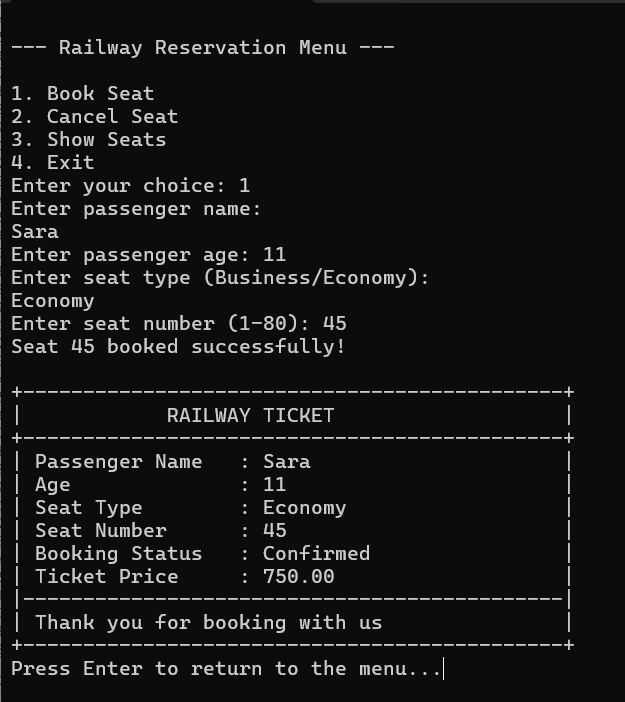 --- Railway Reservation Menu ---
1. Book Seat
2. Cancel Seat
3. Show Seats
4. Exit
Enter your choice: 1
Enter passenger name:
Sara
Enter passenger age: 11
Enter seat type (Business/Economy):
Economy
Enter seat number (1-80): 45
Seat 45 booked successfully!
+---------------------------------------------+
|            RAILWAY TICKET                   |
+---------------------------------------------+
| Passenger Name   : Sara                     |
| Age              : 11                       |
| Seat Type        : Economy                  |
| Seat Number      : 45                       |
| Booking Status   : Confirmed                |
| Ticket Price     : 750.00                   |
|---------------------------------------------|
| Thank you for booking with us               |
+---------------------------------------------+
Press Enter to return to the menu...